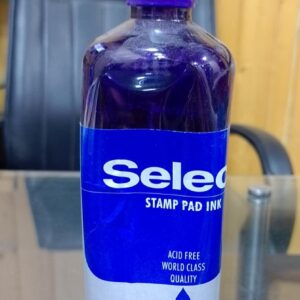 Selec
STAMP PAD INK
ACID FREE
WORLD CLASS
QUALITY